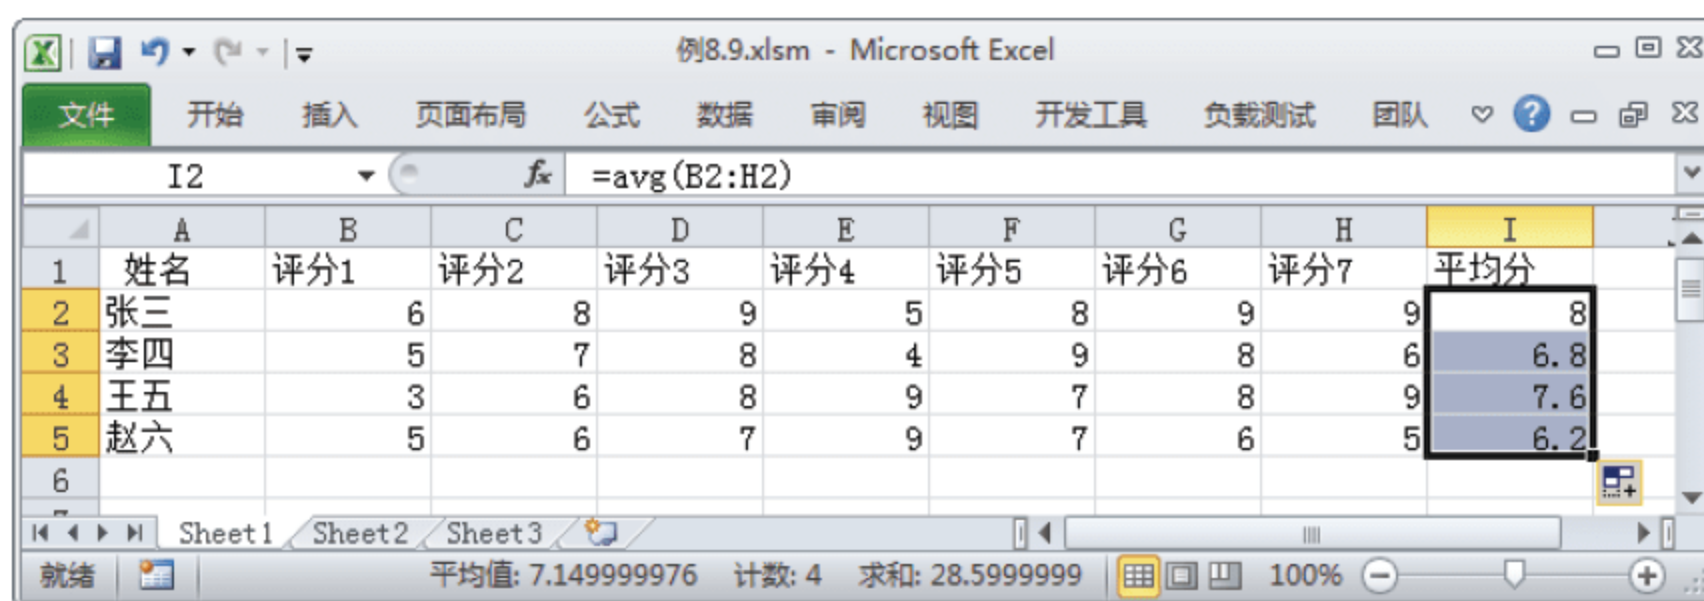 例8.9.xlsm - Microsoft Excel
文件 开始 插入 页面布局 公式 数据 审阅 视图 开发工具 负载测试 团队
I2 fx =avg(B2:H2)
A B C D E F G H I
1 姓名 评分1 评分2 评分3 评分4 评分5 评分6 评分7 平均分
2 张三 6 8 9 5 8 9 9 8
3 李四 5 7 8 4 9 8 6 6.8
4 王五 3 6 8 9 7 8 9 7.6
5 赵六 5 6 7 9 7 6 5 6.2
6
Sheet1 Sheet2 Sheet3
就绪 平均值: 7.149999976 计数: 4 求和: 28.5999999 100%